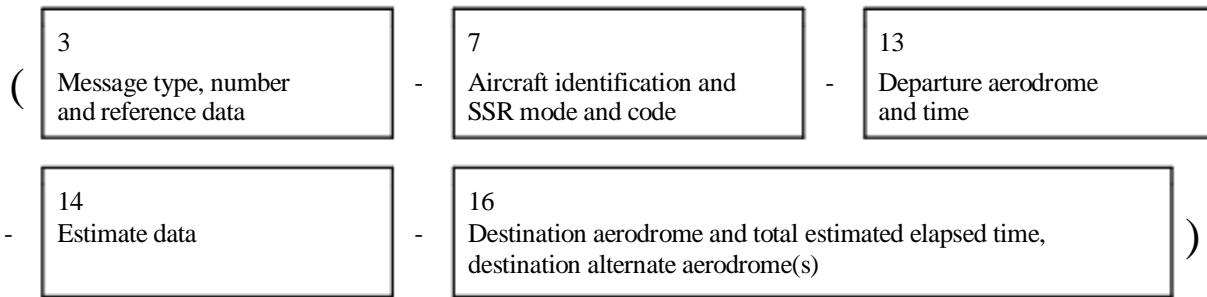 3 7 13
( Message type, number - Aircraft identification and - Departure aerodrome
and reference data SSR mode and code and time
14 16
- Estimate data - Destination aerodrome and total estimated elapsed time, )
destination alternate aerodrome(s)